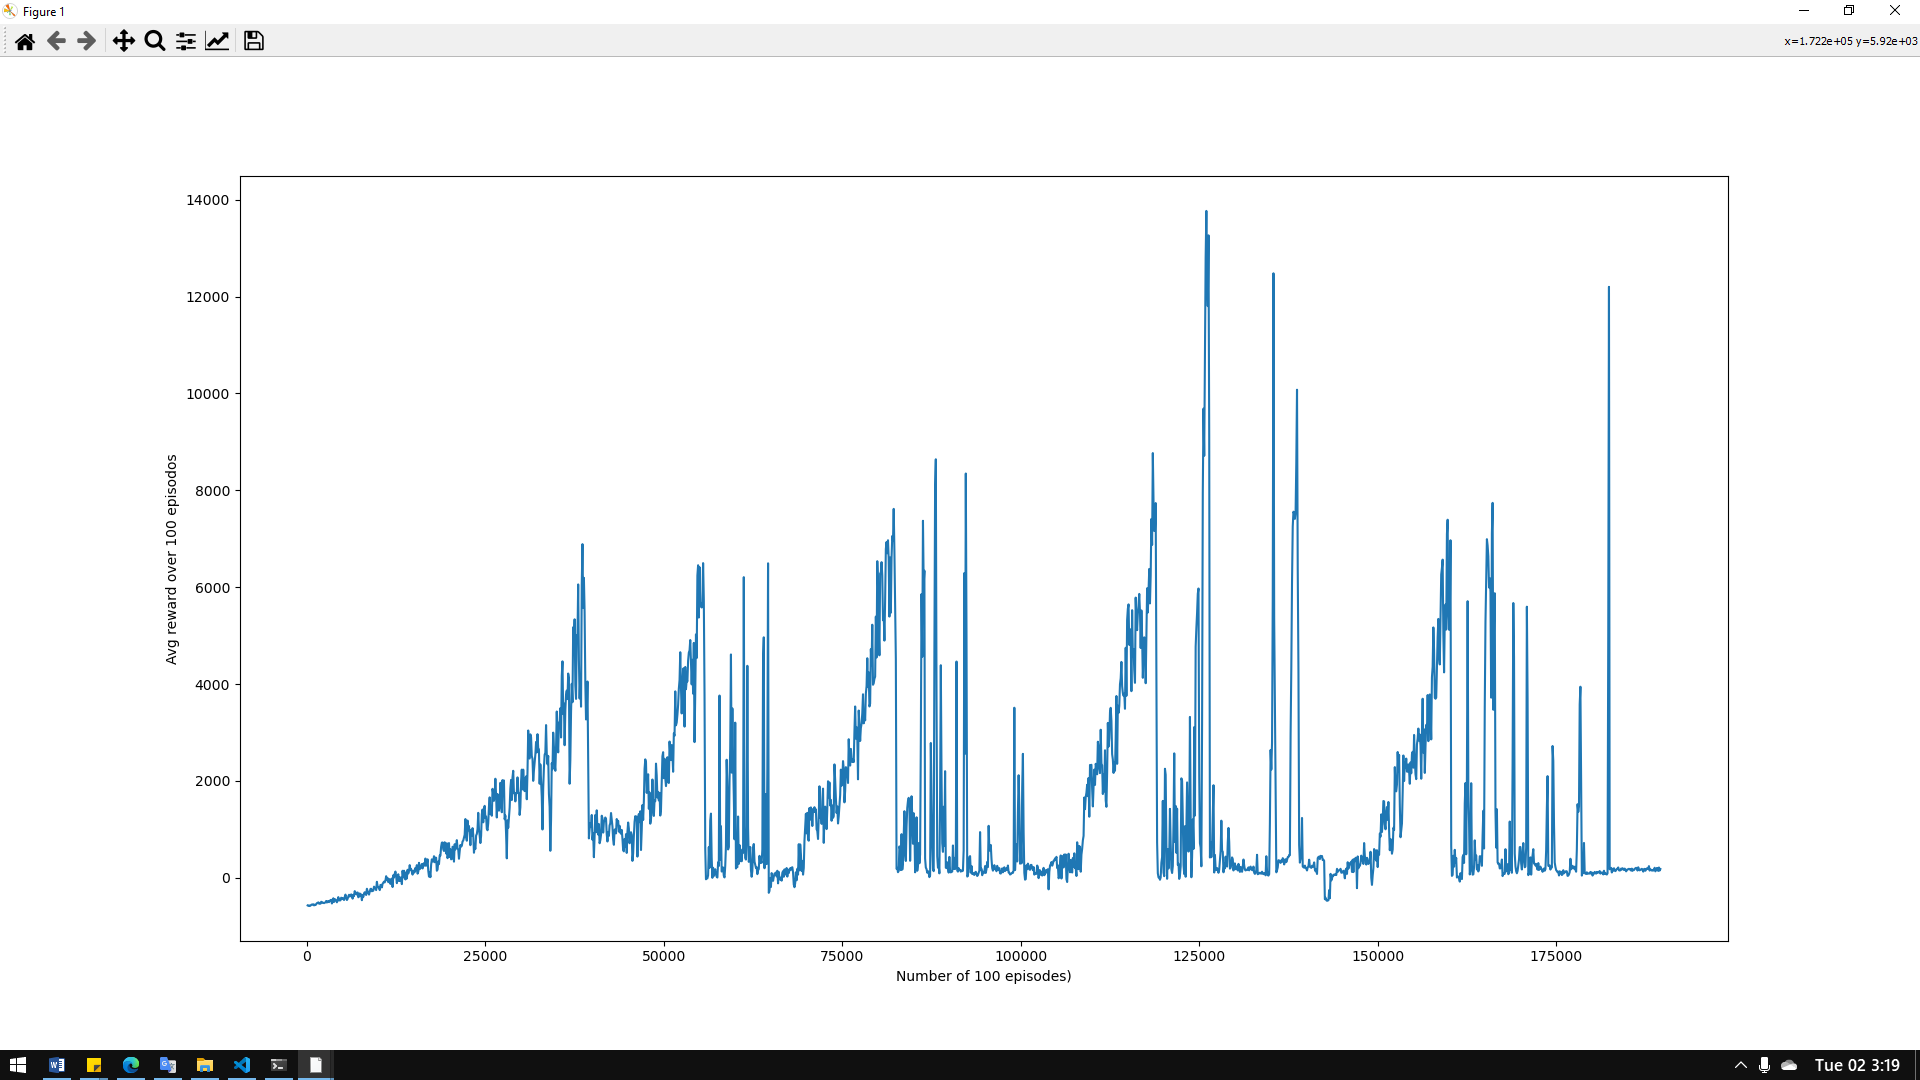 Figure 1
x=1.722e+05 y=5.92e+03
14000
12000
10000
8000
6000
4000
2000
0
Avg reward over 100 episodos
0 25000 50000 75000 100000 125000 150000 175000
Number of 100 episodes)
Tue 02 3:19